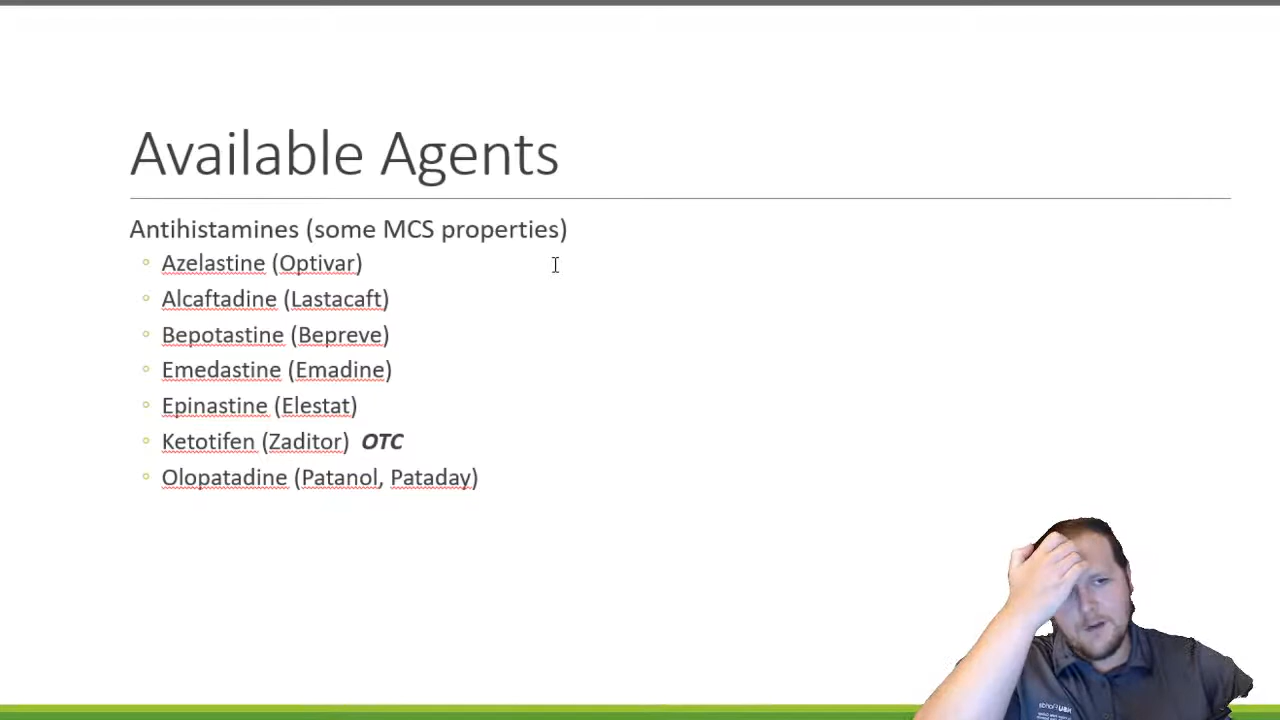 Available Agents
Antihistamines (some MCS properties)
Azelastine (Optivar)
Alcaftadine (Lastacaft)
Bepotastine (Bepreve)
Emedastine (Emadine)
Epinastine (Elestat)
Ketotifen (Zaditor) OTC
Olopatadine (Patanol, Pataday)